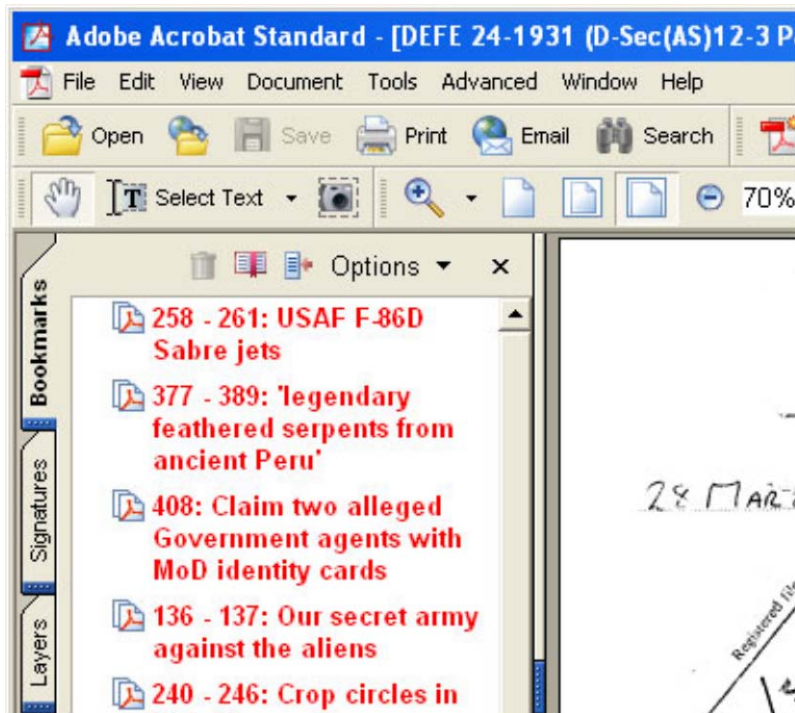 Adobe Acrobat Standard - [DEFE 24-1931 (D-Sec(AS)12-3 P
File Edit View Document Tools Advanced Window Help
Open Save Print Email Search
Select Text 70%
Options
Bookmarks
Signatures
Layers
258 - 261: USAF F-86D
Sabre jets
377 - 389: 'legendary
feathered serpents from
ancient Peru'
408: Claim two alleged
Government agents with
MoD identity cards
136 - 137: Our secret army
against the aliens
240 - 246: Crop circles in
28 MAR
Registered file